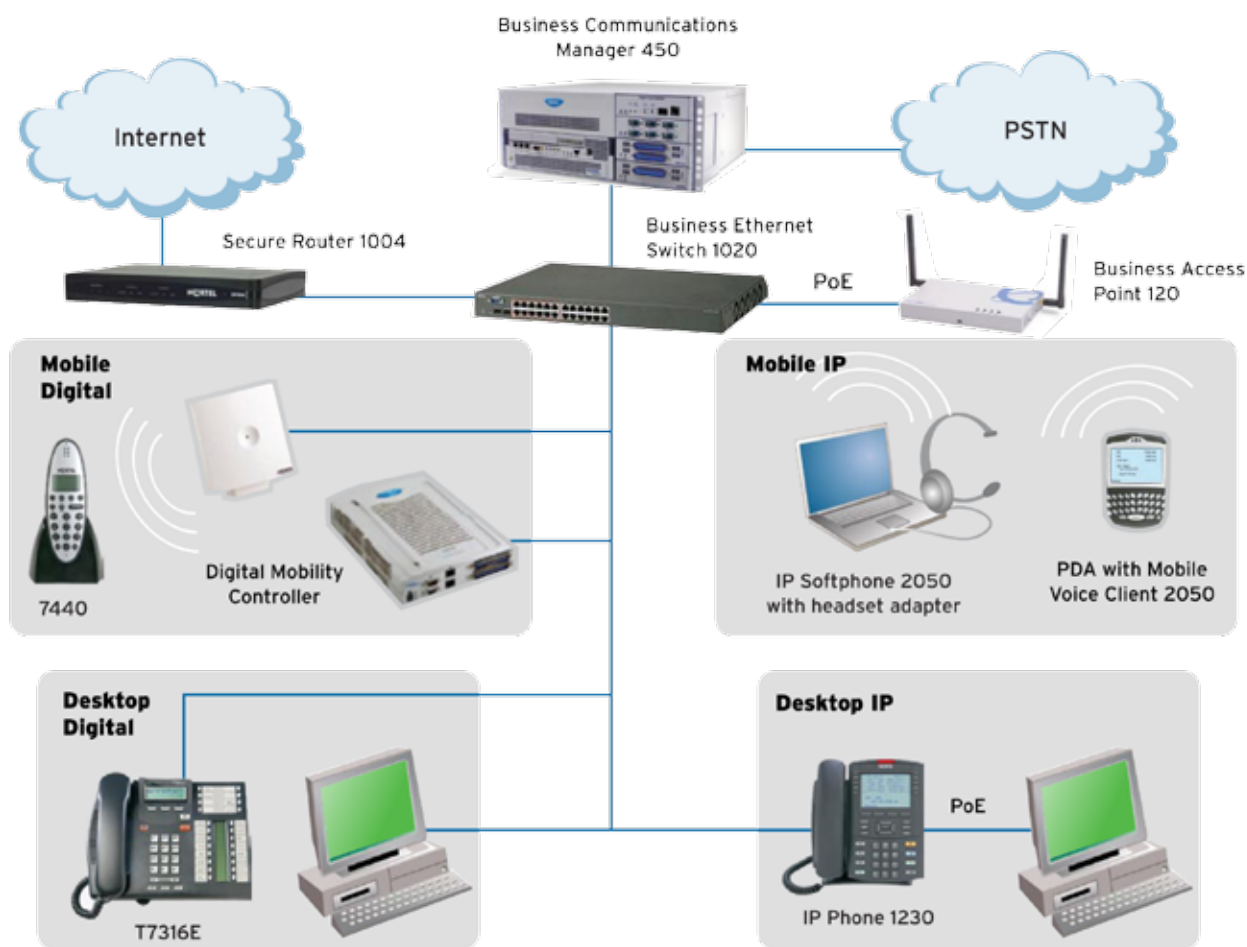 Business Communications
Manager 450
Internet
PSTN
Secure Router 1004
Business Ethernet
Switch 1020
PoE
Business Access
Point 120
NORTEL
Mobile
Digital
7440
Digital Mobility
Controller
Mobile IP
IP Softphone 2050
with headset adapter
PDA with Mobile
Voice Client 2050
Desktop
Digital
T7316E
Desktop IP
PoE
IP Phone 1230